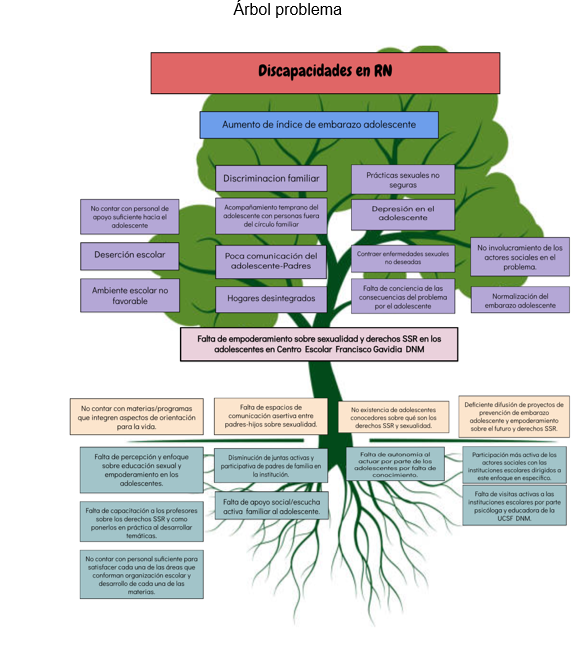 Árbol problema
Discapacidades en RN
Aumento de índice de embarazo adolescente
Discriminacion familiar
Prácticas sexuales no
seguras
No contar con personal de
apoyo suficiente hacia el
adolescente
Acompañamiento temprano del
adolescente con personas fuera
del círculo familiar
Depresión en el
adolescente
Deserción escolar
Poca comunicación del
adolescente-Padres
Contraer enfermedades sexuales
no deseadas
No involucramiento de los
actores sociales en el
problema.
Ambiente escolar no
favorable
Hogares desintegrados
Falta de conciencia de las
consecuencias del problema
por el adolescente
Normalización del
embarazo adolescente
Falta de empoderamiento sobre sexualidad y derechos SSR en los
adolescentes en Centro Escolar Francisco Gavidia DNM
No contar con materias/programas
que integren aspectos de orientación
para la vida.
Falta de espacios de
comunicación asertiva entre
padres-hijos sobre sexualidad.
No existencia de adolescentes
conocedores sobre qué son los
derechos SSR y sexualidad.
Deficiente difusión de proyectos de
prevención de embarazo
adolescente y empoderamiento
sobre el futuro y derechos SSR.
Falta de percepción y enfoque
sobre educación sexual y
empoderamiento en los
adolescentes.
Disminución de juntas activas y
participativa de padres de familia en
la institución.
Falta de autonomía al
actuar por parte de los
adolescentes por falta de
conocimiento.
Participación más activa de los
actores sociales con las
instituciones escolares dirigidos a
este enfoque en específico.
Falta de capacitación a los profesores
sobre los derechos SSR y como
ponerlos en práctica al desarrollar
temáticas.
Falta de apoyo social/escucha
activa familiar al adolescente.
Falta de visitas activas a las
instituciones escolares por parte
psicóloga y educadora de la
UCSF DNM.
No contar con personal suficiente para
satisfacer cada una de las áreas que
conforman organización escolar y
desarrollo de cada una de las
materias.